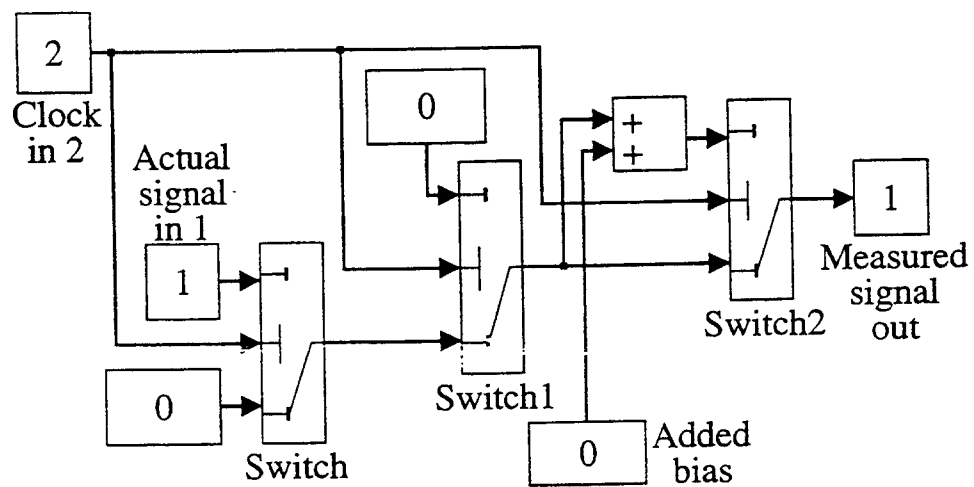 2
Clock
in 2
0
Actual
signal
in 1
1
0
Switch
Switch1
+
+
0
Added
bias
Switch2
1
Measured
signal
out